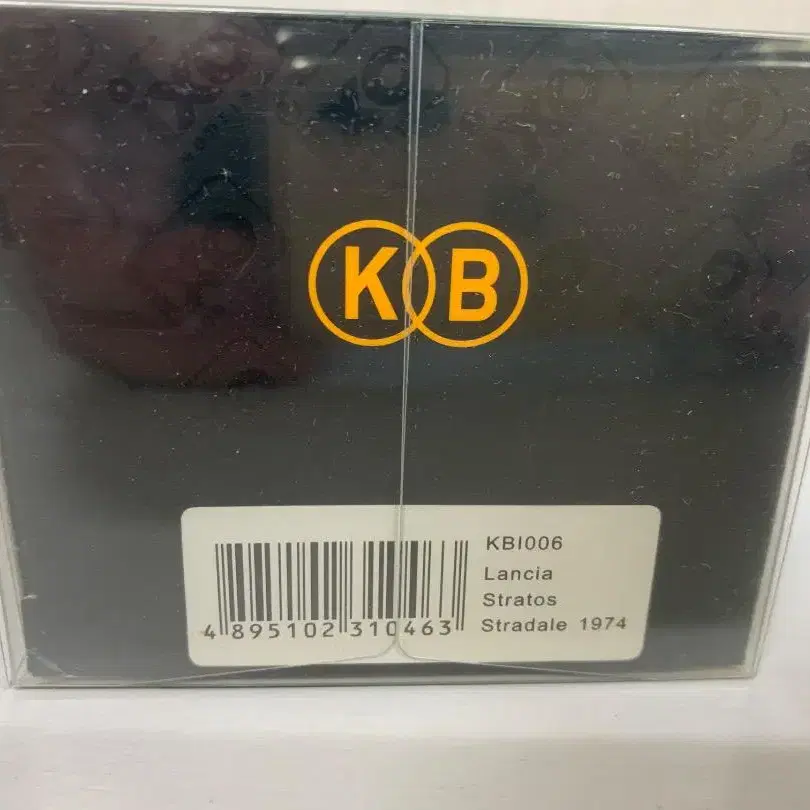 KB
KBI006
Lancia
Stratos
Stradale 1974
4 895102 310463